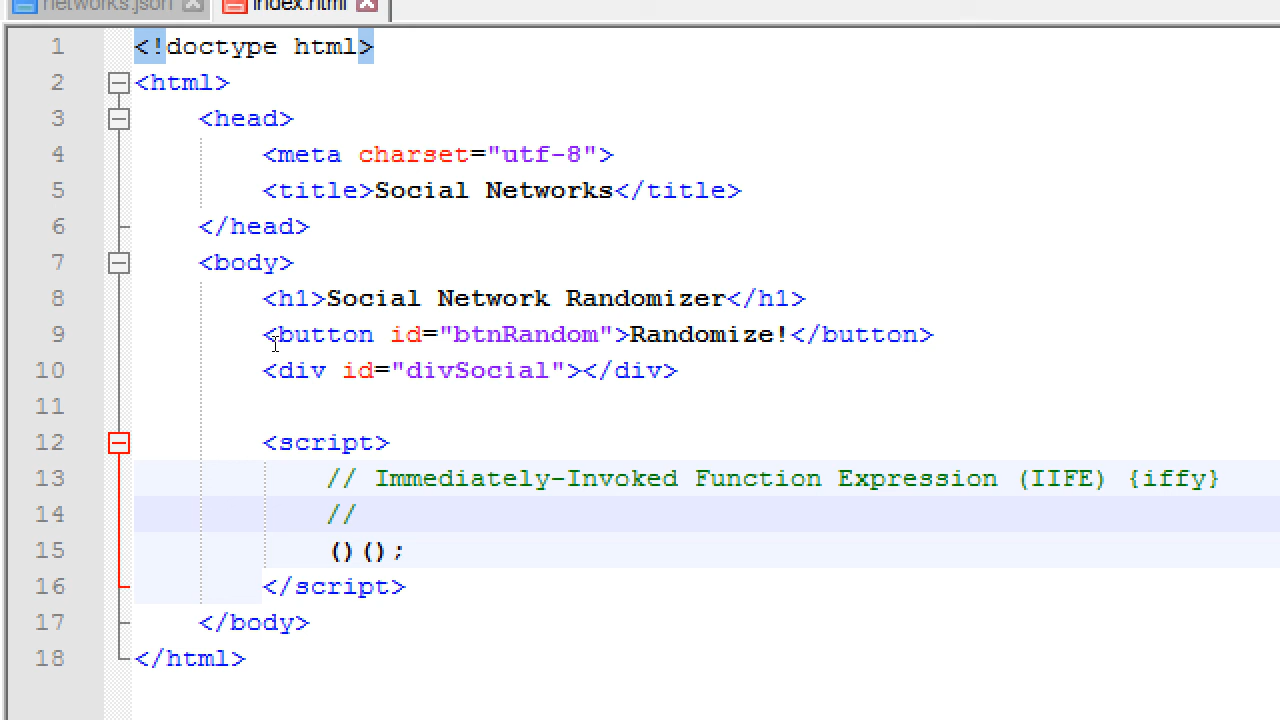 networks.json index.html
1 <!doctype html>
2 <html>
3 <head>
4 <meta charset="utf-8">
5 <title>Social Networks</title>
6 </head>
7 <body>
8 <h1>Social Network Randomizer</h1>
9 <button id="btnRandom">Randomize!</button>
10 <div id="divSocial"></div>
11
12 <script>
13 // Immediately-Invoked Function Expression (IIFE) {iffy}
14 //
15 ()();
16 </script>
17 </body>
18 </html>